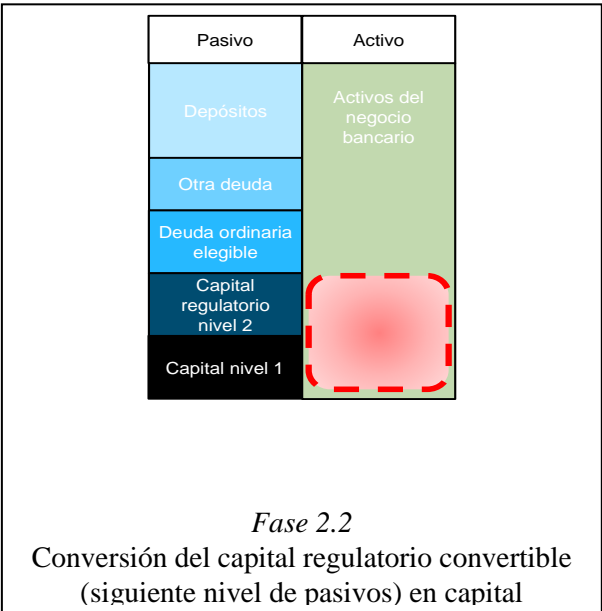 Pasivo
Activo
Depósitos
Activos del
negocio
bancario
Otra deuda
Deuda ordinaria
elegible
Capital
regulatorio
nivel 2
Capital nivel 1
Fase 2.2
Conversión del capital regulatorio convertible
(siguiente nivel de pasivos) en capital